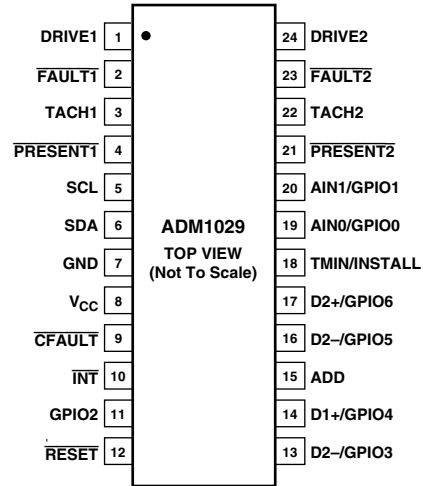 DRIVE1 1 24 DRIVE2
FAULT1 2 23 FAULT2
TACH1 3 22 TACH2
PRESENT1 4 21 PRESENT2
SCL 5 20 AIN1/GPIO1
SDA 6 19 AIN0/GPIO0
GND 7 18 TMIN/INSTALL
VCC 8 17 D2+/GPIO6
CFAULT 9 16 D2–/GPIO5
INT 10 15 ADD
GPIO2 11 14 D1+/GPIO4
RESET 12 13 D2–/GPIO3
ADM1029
TOP VIEW
(Not To Scale)